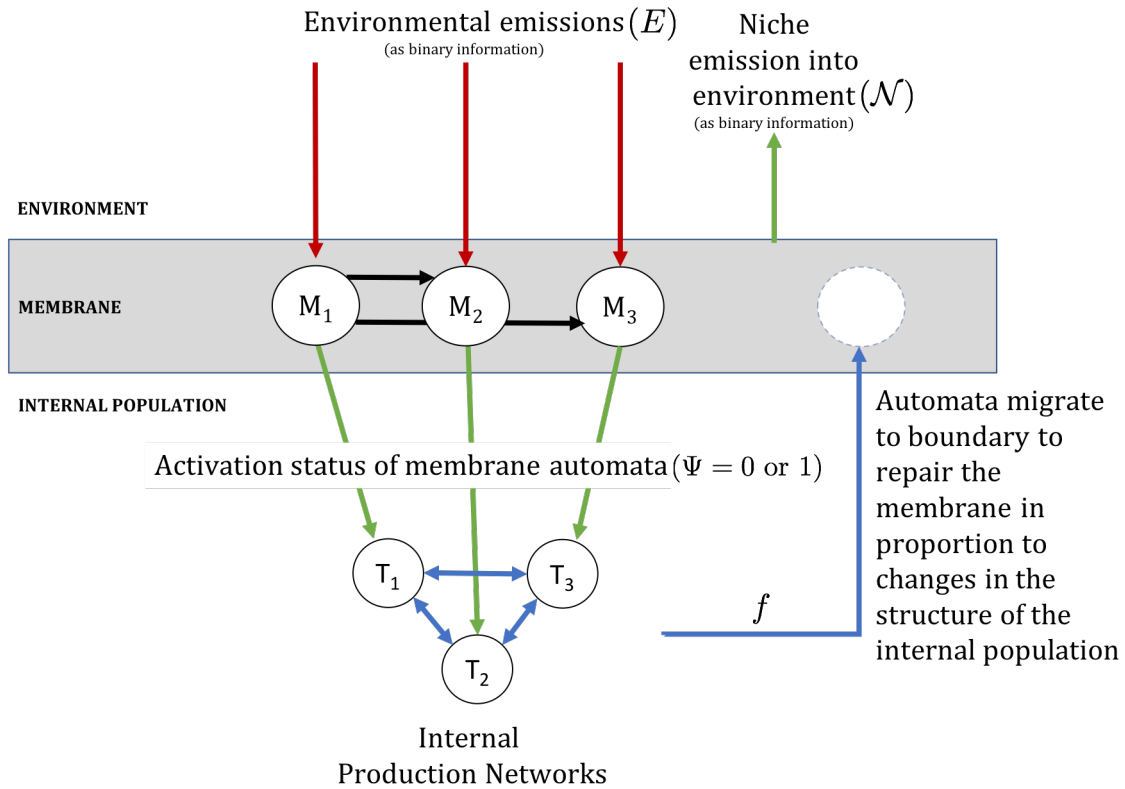 Environmental emissions (E)
(as binary information)
Niche
emission into
environment (𝒩)
(as binary information)
ENVIRONMENT
MEMBRANE
M₁
M₂
M₃
INTERNAL POPULATION
Activation status of membrane automata (Ψ = 0 or 1)
Automata migrate
to boundary to
repair the
membrane in
proportion to
changes in the
structure of the
internal population
f
T₁
T₃
T₂
Internal
Production Networks